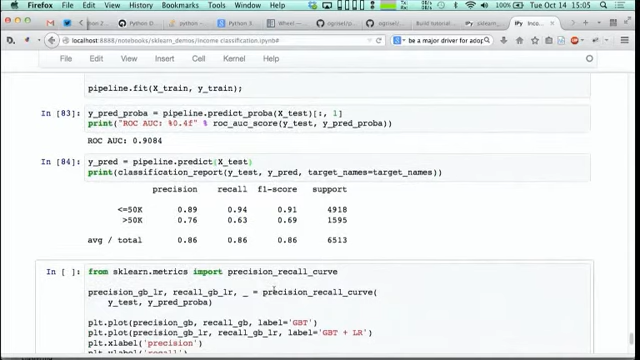 Firefox File Edit View History Bookmarks Tools Window Help
Tue Oct 14 15:05
localhost:8888/notebooks/sklearn_demos/income classification.ipynb#
be a major driver for adop
File Edit View Insert Cell Kernel Help
pipeline.fit(X_train, y_train);
In [83]: y_pred_proba = pipeline.predict_proba(X_test)[:, 1]
print("ROC AUC: %0.4f" % roc_auc_score(y_test, y_pred_proba))
ROC AUC: 0.9084
In [84]: y_pred = pipeline.predict(X_test)
print(classification_report(y_test, y_pred, target_names=target_names))
precision recall f1-score support
<=50K 0.89 0.94 0.91 4918
>50K 0.76 0.63 0.69 1595
avg / total 0.86 0.86 0.86 6513
In [ ]: from sklearn.metrics import precision_recall_curve
precision_gb_lr, recall_gb_lr, _ = precision_recall_curve(
y_test, y_pred_proba)
plt.plot(precision_gb, recall_gb, label='GBT')
plt.plot(precision_gb_lr, recall_gb_lr, label='GBT + LR')
plt.xlabel('precision')
plt.ylabel('recall')